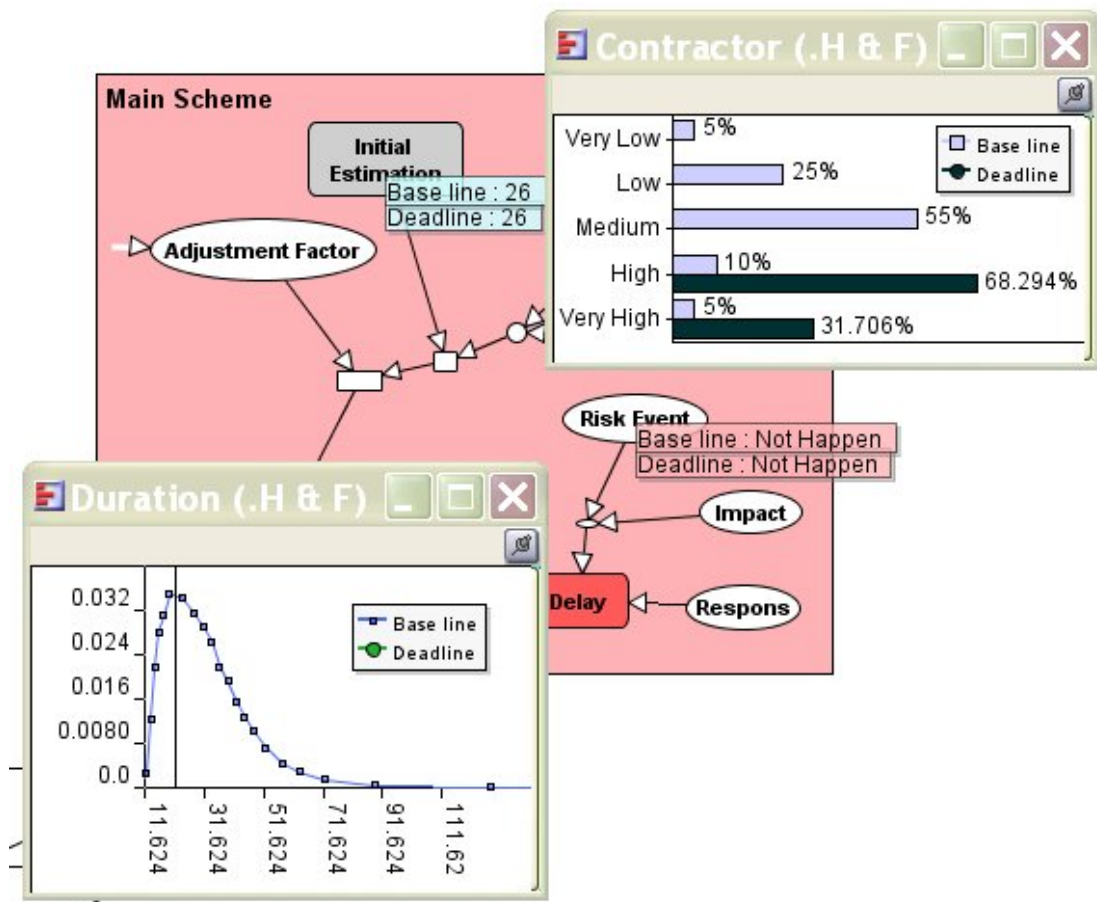 Contractor (.H & F)
Very Low
5%
Base line
Deadline
Low
25%
Medium
55%
High
10%
68.294%
Very High
5%
31.706%
Main Scheme
Initial
Estimation
Base line : 26
Deadline : 26
Adjustment Factor
Risk Event
Base line : Not Happen
Deadline : Not Happen
Impact
Delay
Respons
Duration (.H & F)
0.032
0.024
0.016
0.0080
0.0
Base line
Deadline
11.624
31.624
51.624
71.624
91.624
111.62